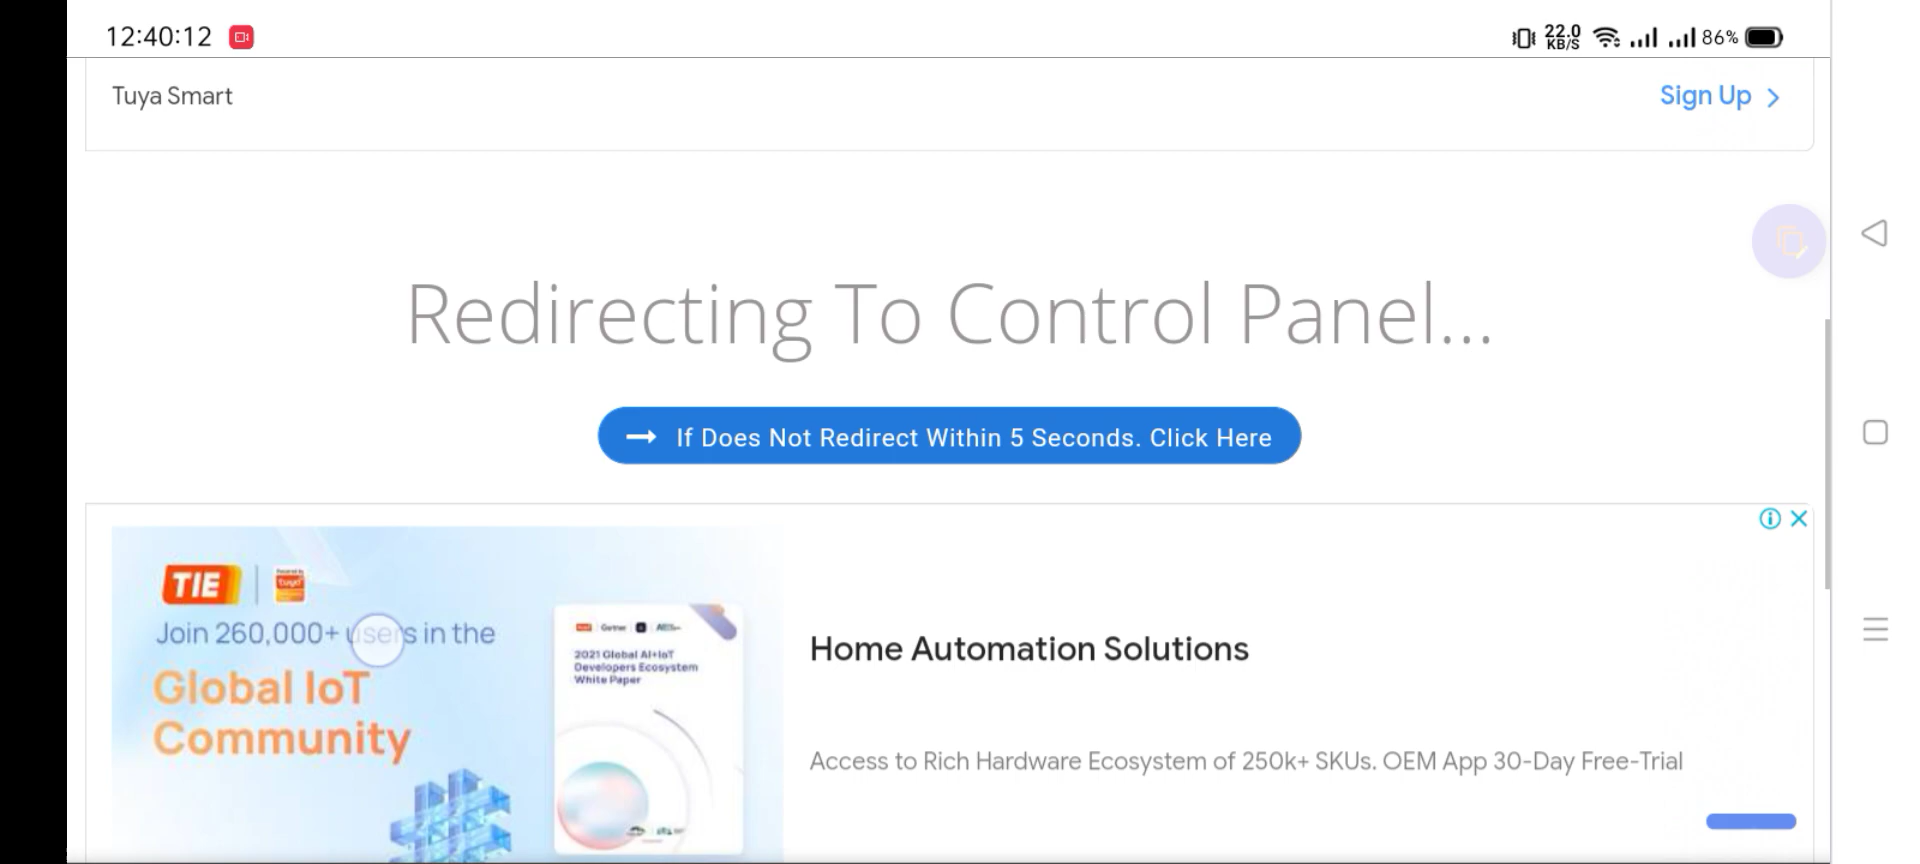 12:40:12
22.0
KB/S
86%
Tuya Smart
Sign Up
Redirecting To Control Panel...
If Does Not Redirect Within 5 Seconds. Click Here
TIE
tuya
Join 260,000+ users in the
Global IoT
Community
Gartner
2021 Global AI+IoT
Developers Ecosystem
White Paper
Home Automation Solutions
Access to Rich Hardware Ecosystem of 250k+ SKUs. OEM App 30-Day Free-Trial